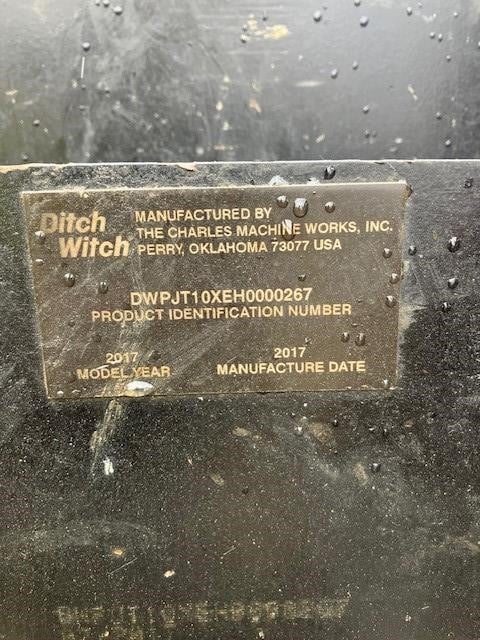 Ditch Witch
MANUFACTURED BY
THE CHARLES MACHINE WORKS, INC.
PERRY, OKLAHOMA 73077 USA
DWPJT10XEH0000267
PRODUCT IDENTIFICATION NUMBER
2017
MODEL YEAR
2017
MANUFACTURE DATE